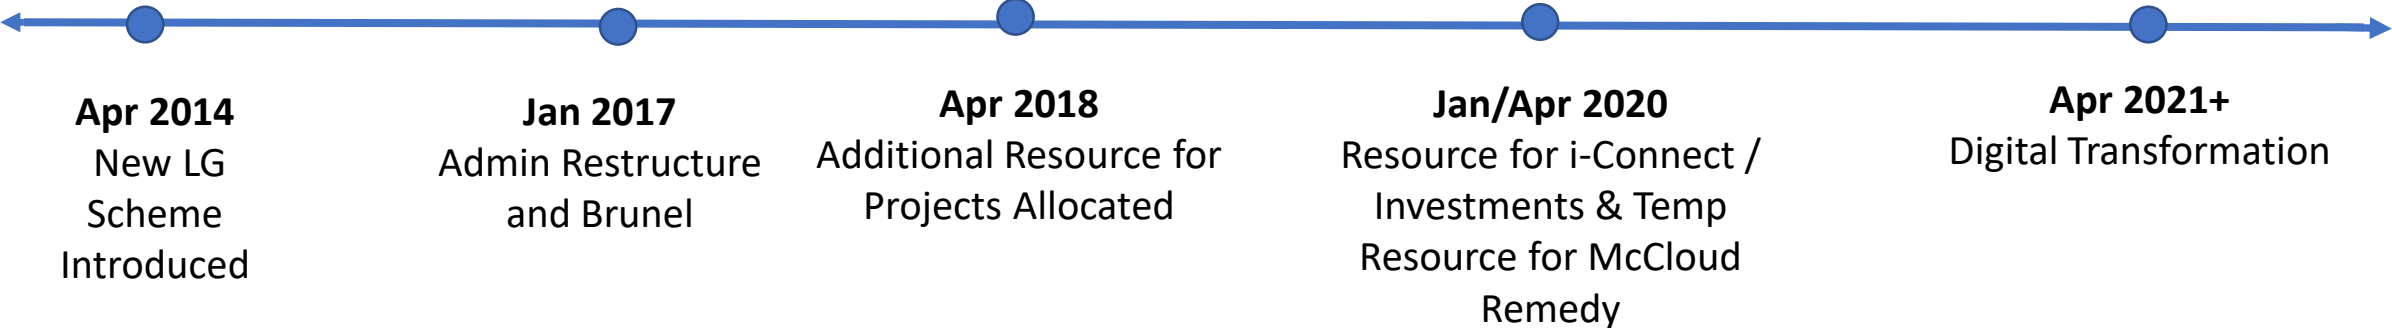 Apr 2014
New LG
Scheme
Introduced
Jan 2017
Admin Restructure
and Brunel
Apr 2018
Additional Resource for
Projects Allocated
Jan/Apr 2020
Resource for i-Connect /
Investments & Temp
Resource for McCloud
Remedy
Apr 2021+
Digital Transformation